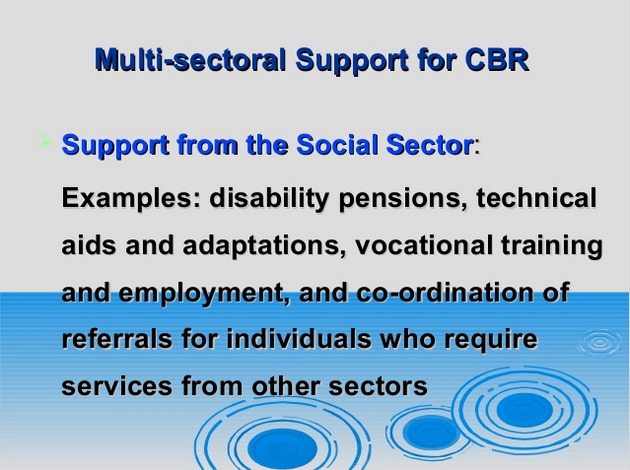 Multi-sectoral Support for CBR
Support from the Social Sector:
Examples: disability pensions, technical
aids and adaptations, vocational training
and employment, and co-ordination of
referrals for individuals who require
services from other sectors